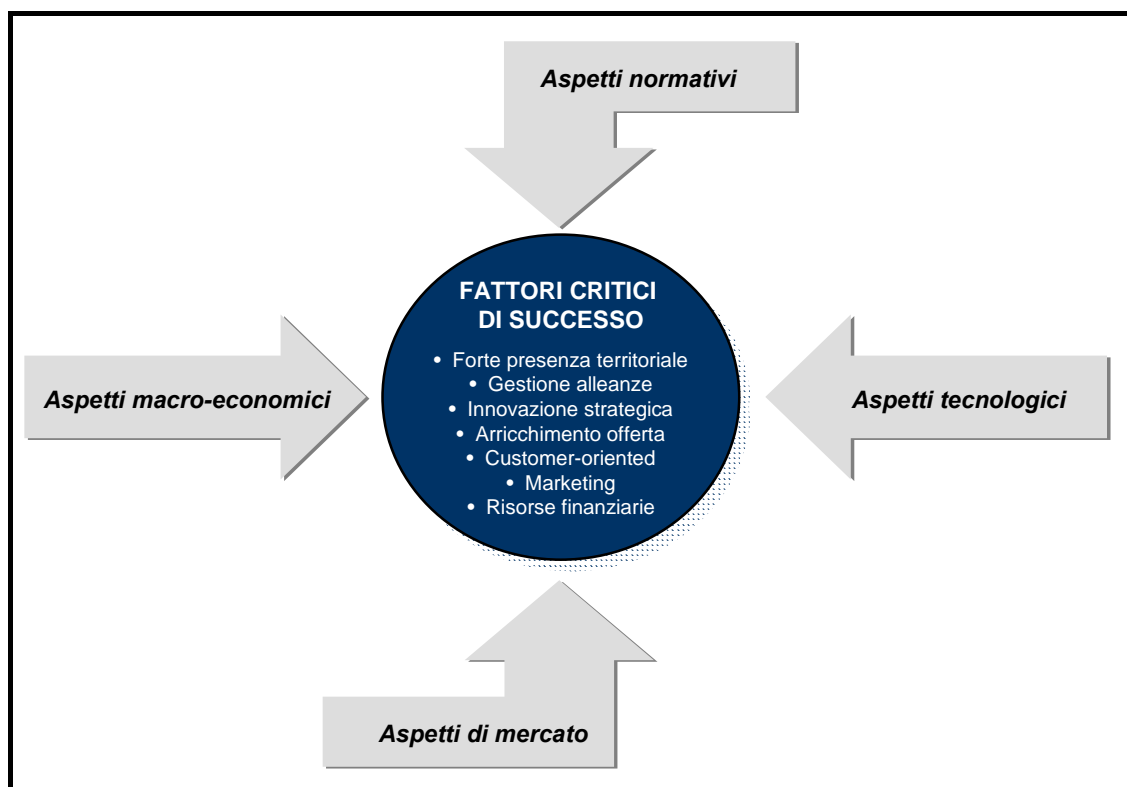 Aspetti normativi
FATTORI CRITICI
DI SUCCESSO
• Forte presenza territoriale
• Gestione alleanze
• Innovazione strategica
• Arricchimento offerta
• Customer-oriented
• Marketing
• Risorse finanziarie
Aspetti macro-economici
Aspetti tecnologici
Aspetti di mercato